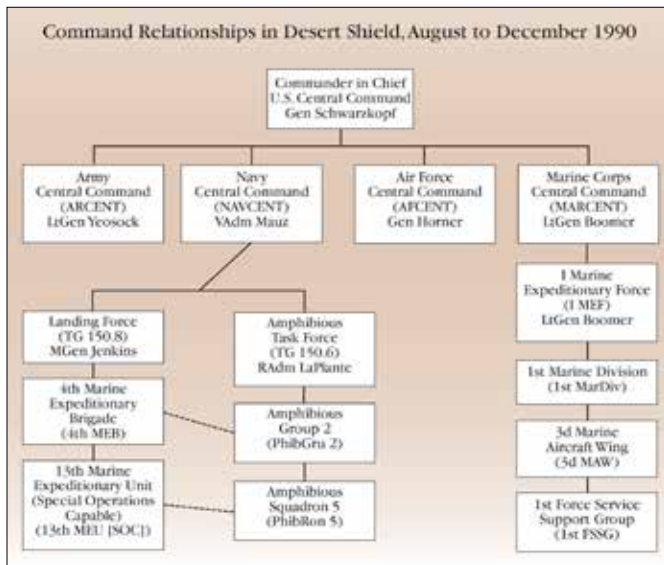 Command Relationships in Desert Shield, August to December 1990
Commander in Chief
U.S. Central Command
Gen Schwarzkopf
Army
Central Command
(ARCENT)
LtGen Yeosock
Navy
Central Command
(NAVCENT)
VAdm Mauz
Air Force
Central Command
(AFCENT)
Gen Horner
Marine Corps
Central Command
(MARCENT)
LtGen Boomer
I Marine
Expeditionary Force
(I MEF)
LtGen Boomer
Landing Force
(TG 150.8)
MGen Jenkins
Amphibious
Task Force
(TG 150.6)
RAdm LaPlante
1st Marine Division
(1st MarDiv)
4th Marine
Expeditionary
Brigade
(4th MEB)
Amphibious
Group 2
(PhibGru 2)
3d Marine
Aircraft Wing
(3d MAW)
13th Marine
Expeditionary Unit
(Special Operations
Capable)
(13th MEU [SOC])
Amphibious
Squadron 5
(PhibRon 5)
1st Force Service
Support Group
(1st FSSG)